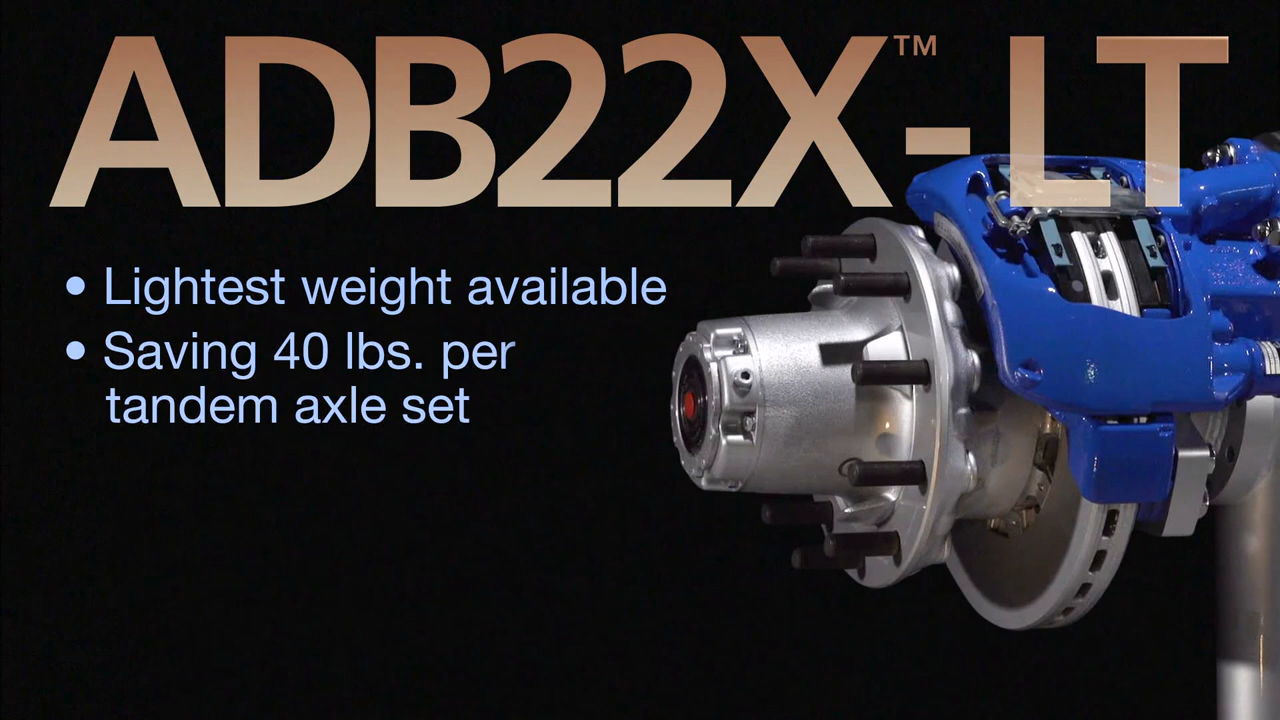 ADB22X™-LT
• Lightest weight available
• Saving 40 lbs. per
tandem axle set